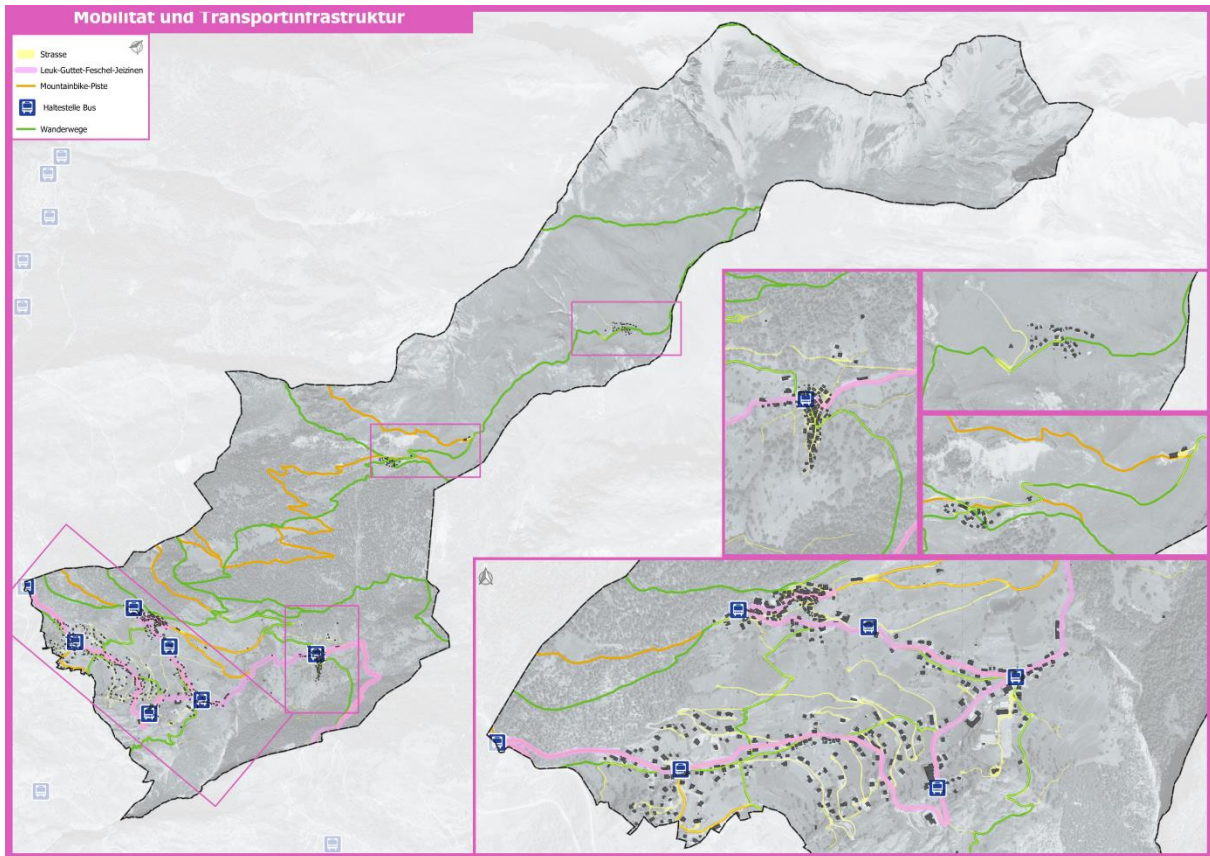 Mobilität und Transportinfrastruktur
Strasse
Leuk-Guttet-Feschel-Jeizinen
Mountainbike-Piste
Haltestelle Bus
Wanderwege